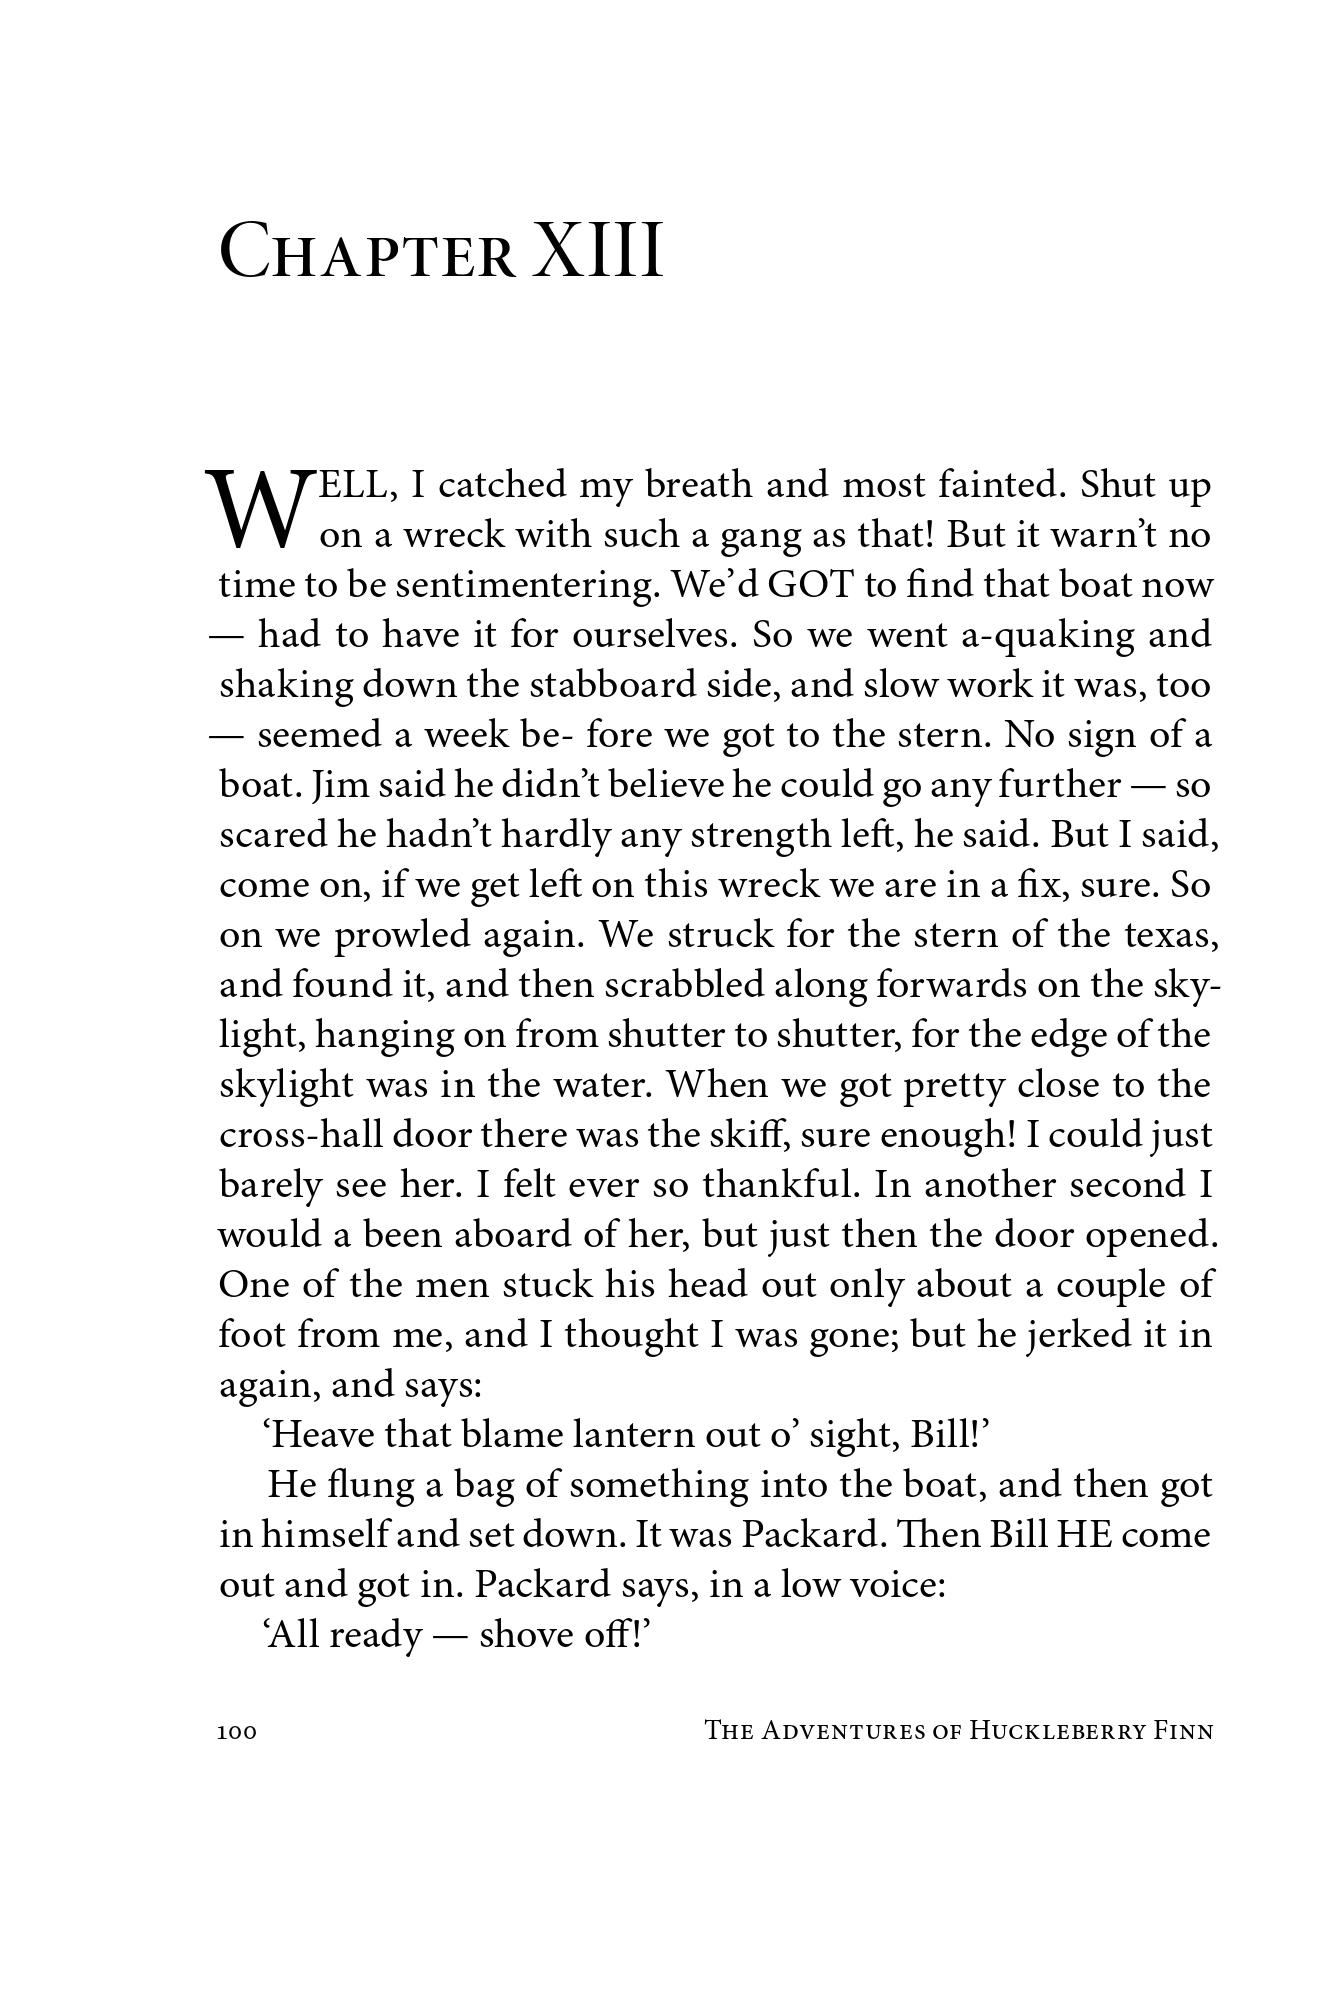 Chapter XIII
WELL, I catched my breath and most fainted. Shut up
on a wreck with such a gang as that! But it warn’t no
time to be sentimentering. We’d GOT to find that boat now
— had to have it for ourselves. So we went a-quaking and
shaking down the stabboard side, and slow work it was, too
— seemed a week be- fore we got to the stern. No sign of a
boat. Jim said he didn’t believe he could go any further — so
scared he hadn’t hardly any strength left, he said. But I said,
come on, if we get left on this wreck we are in a fix, sure. So
on we prowled again. We struck for the stern of the texas,
and found it, and then scrabbled along forwards on the sky-
light, hanging on from shutter to shutter, for the edge of the
skylight was in the water. When we got pretty close to the
cross-hall door there was the skiff, sure enough! I could just
barely see her. I felt ever so thankful. In another second I
would a been aboard of her, but just then the door opened.
One of the men stuck his head out only about a couple of
foot from me, and I thought I was gone; but he jerked it in
again, and says:
‘Heave that blame lantern out o’ sight, Bill!’
He flung a bag of something into the boat, and then got
in himself and set down. It was Packard. Then Bill HE come
out and got in. Packard says, in a low voice:
‘All ready — shove off!’
100 The Adventures of Huckleberry Finn